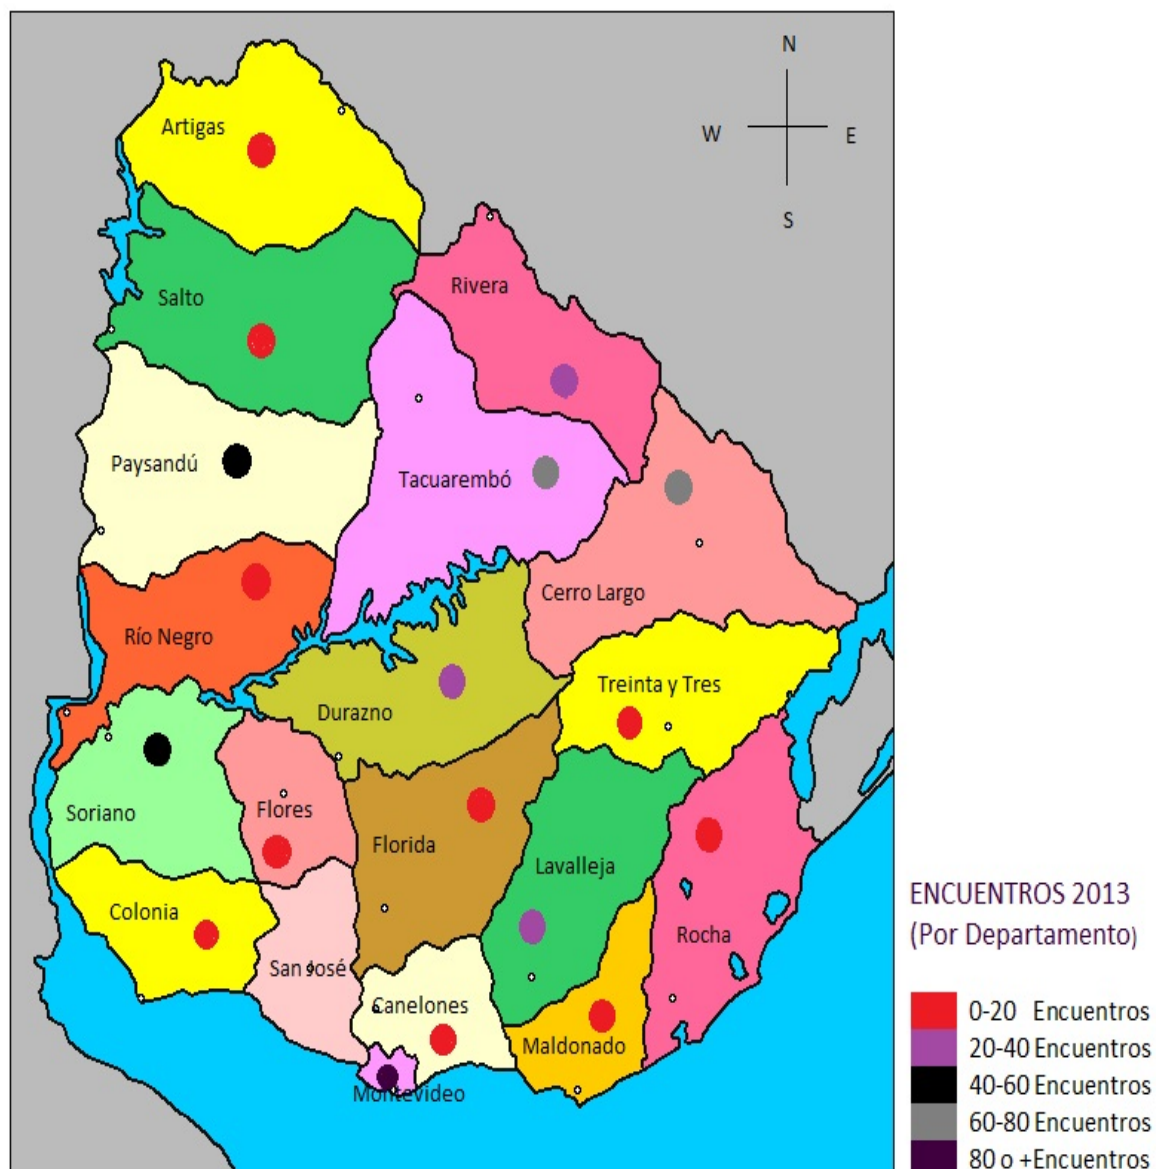 N
W E
S
Artigas
Rivera
Salto
Paysandú
Tacuarembó
Cerro Largo
Río Negro
Treinta y Tres
Durazno
Soriano
Flores
Florida
Lavalleja
Colonia
Rocha
San José
Canelones
Maldonado
Montevideo
ENCUENTROS 2013
(Por Departamento)
0-20 Encuentros
20-40 Encuentros
40-60 Encuentros
60-80 Encuentros
80 o +Encuentros